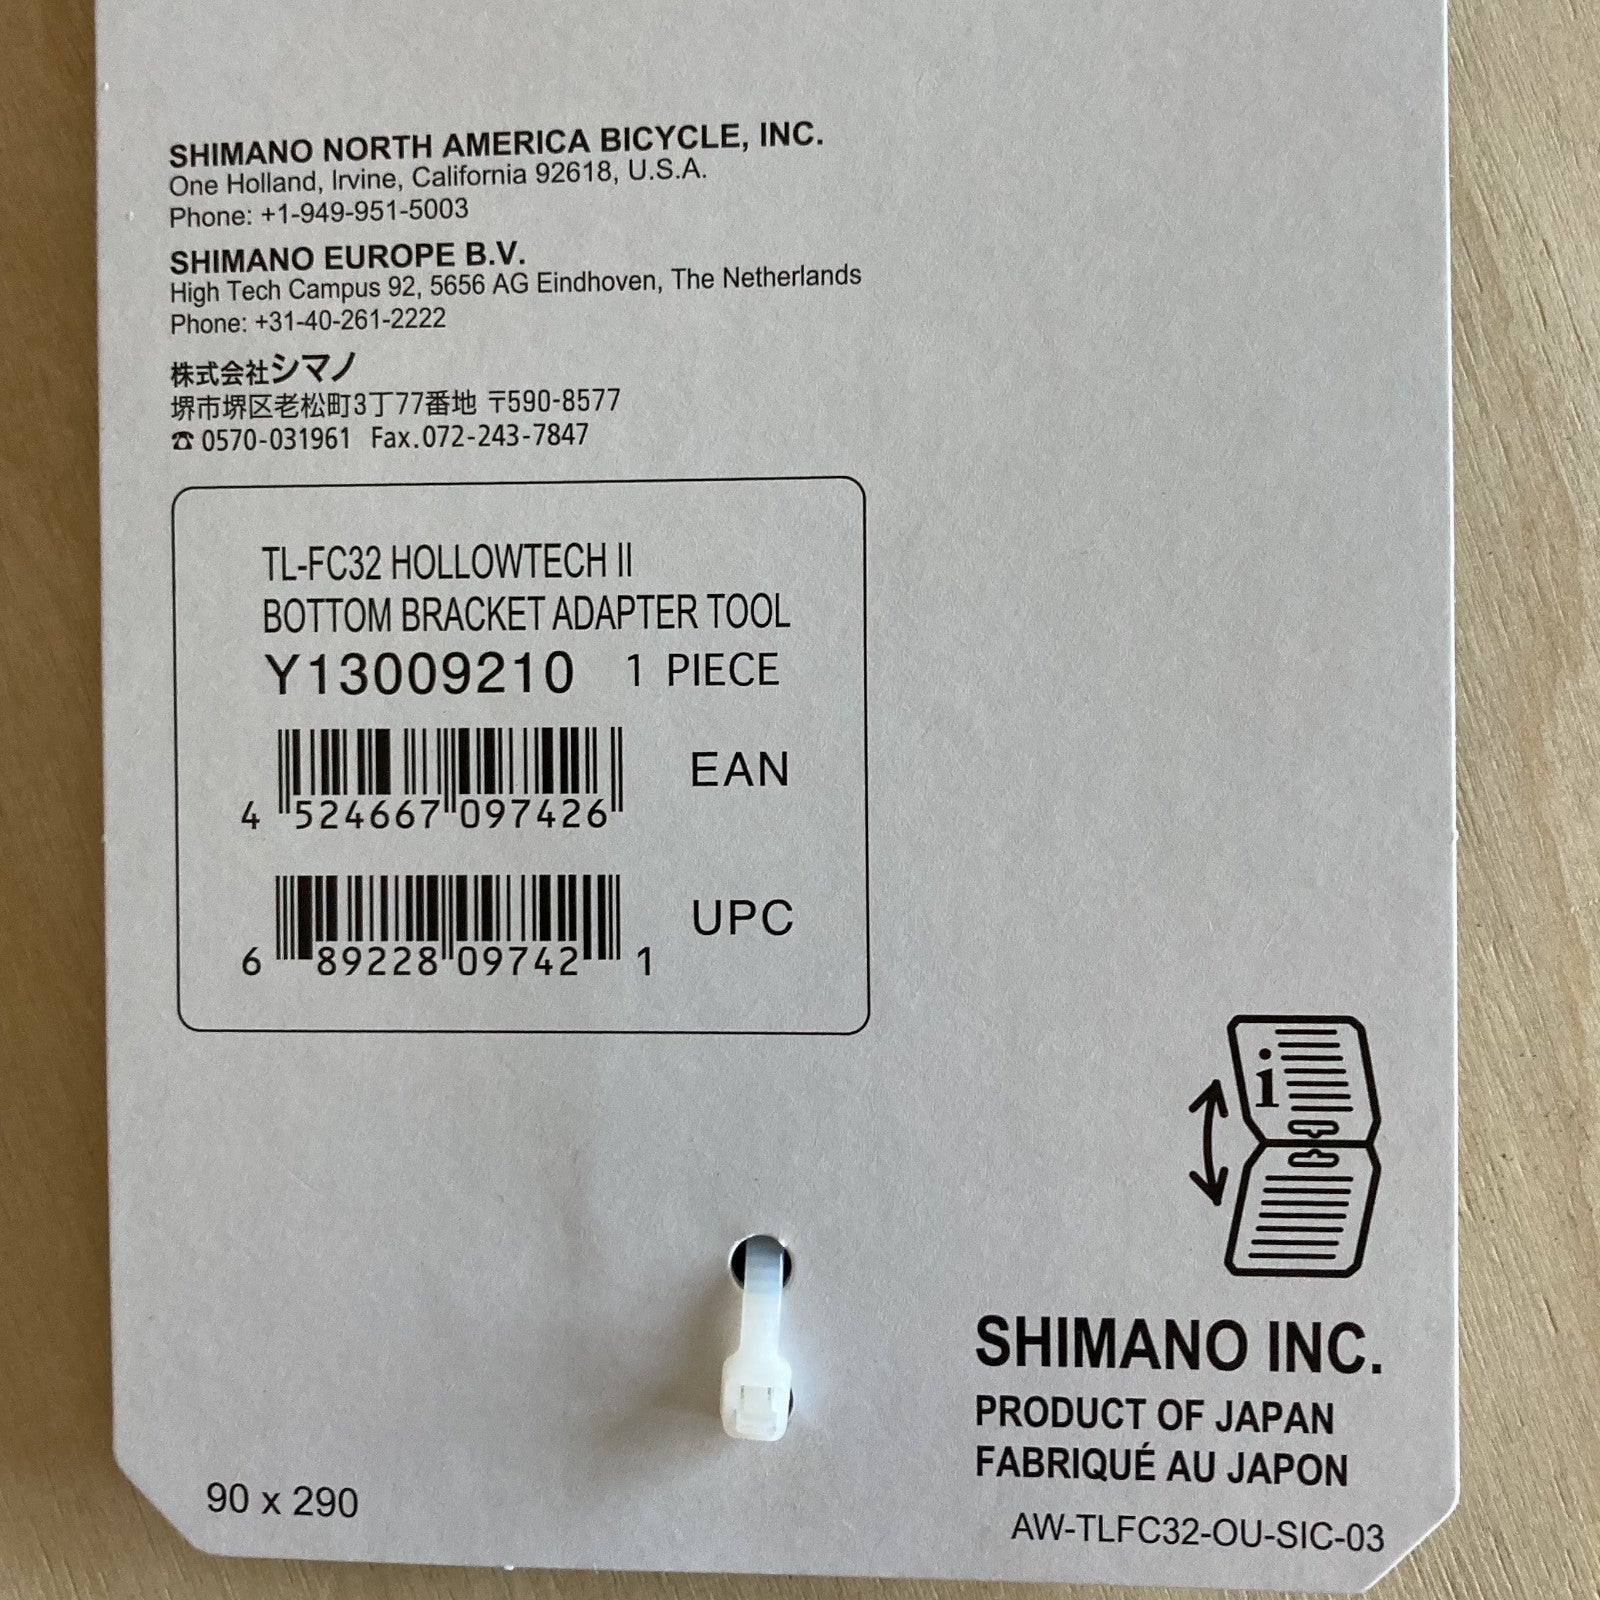 SHIMANO NORTH AMERICA BICYCLE, INC.
One Holland, Irvine, California 92618, U.S.A.
Phone: +1-949-951-5003
SHIMANO EUROPE B.V.
High Tech Campus 92, 5656 AG Eindhoven, The Netherlands
Phone: +31-40-261-2222
株式会社シマノ
堺市堺区老松町3丁77番地 〒590-8577
☎ 0570-031961 Fax.072-243-7847
TL-FC32 HOLLOWTECH II
BOTTOM BRACKET ADAPTER TOOL
Y13009210 1 PIECE
EAN
4 524667 097426
UPC
6 89228 09742 1
i
SHIMANO INC.
PRODUCT OF JAPAN
FABRIQUÉ AU JAPON
90 x 290
AW-TLFC32-OU-SIC-03